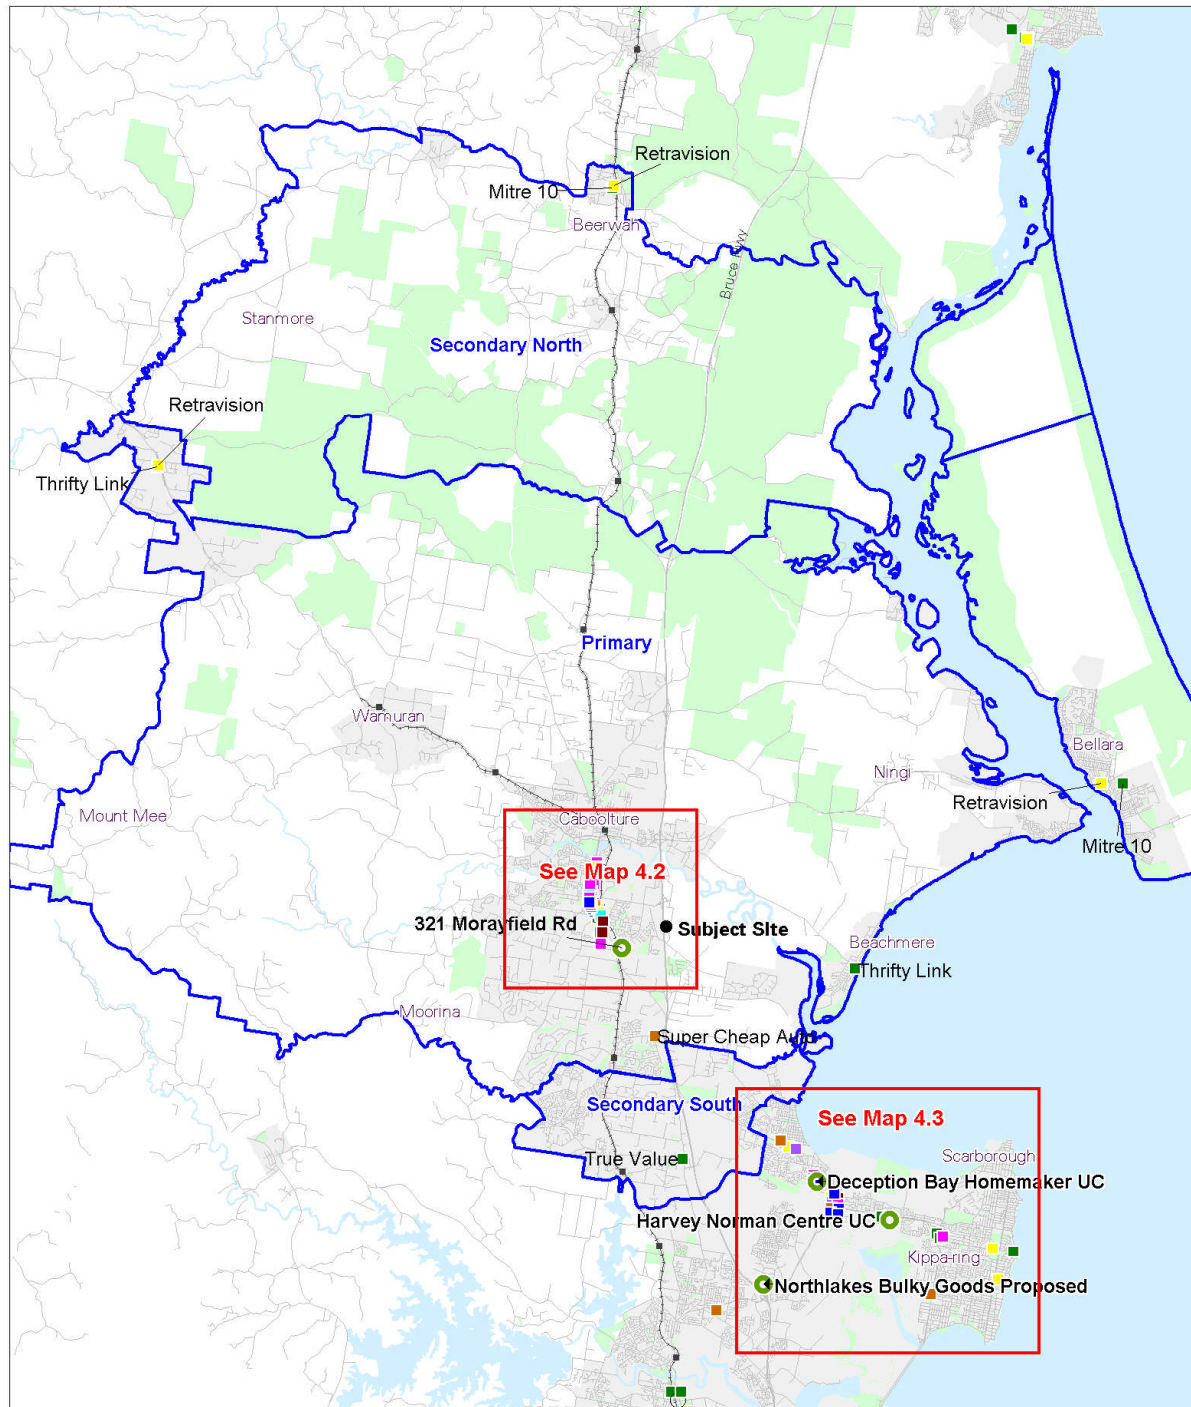 Retravision
Mitre 10
Beerwah
Bruce Hwy
Stanmore
Secondary North
Retravision
Thrifty Link
Primary
Wamuran
Bellara
Ningi
Retravision
Mount Mee
Caboolture
Mitre 10
See Map 4.2
321 Morayfield Rd
Subject SIte
Beachmere
Thrifty Link
Moorina
Super Cheap Auto
Secondary South
See Map 4.3
True Value
Scarborough
Deception Bay Homemaker UC
Harvey Norman Centre UC
Kippa-ring
Northlakes Bulky Goods Proposed